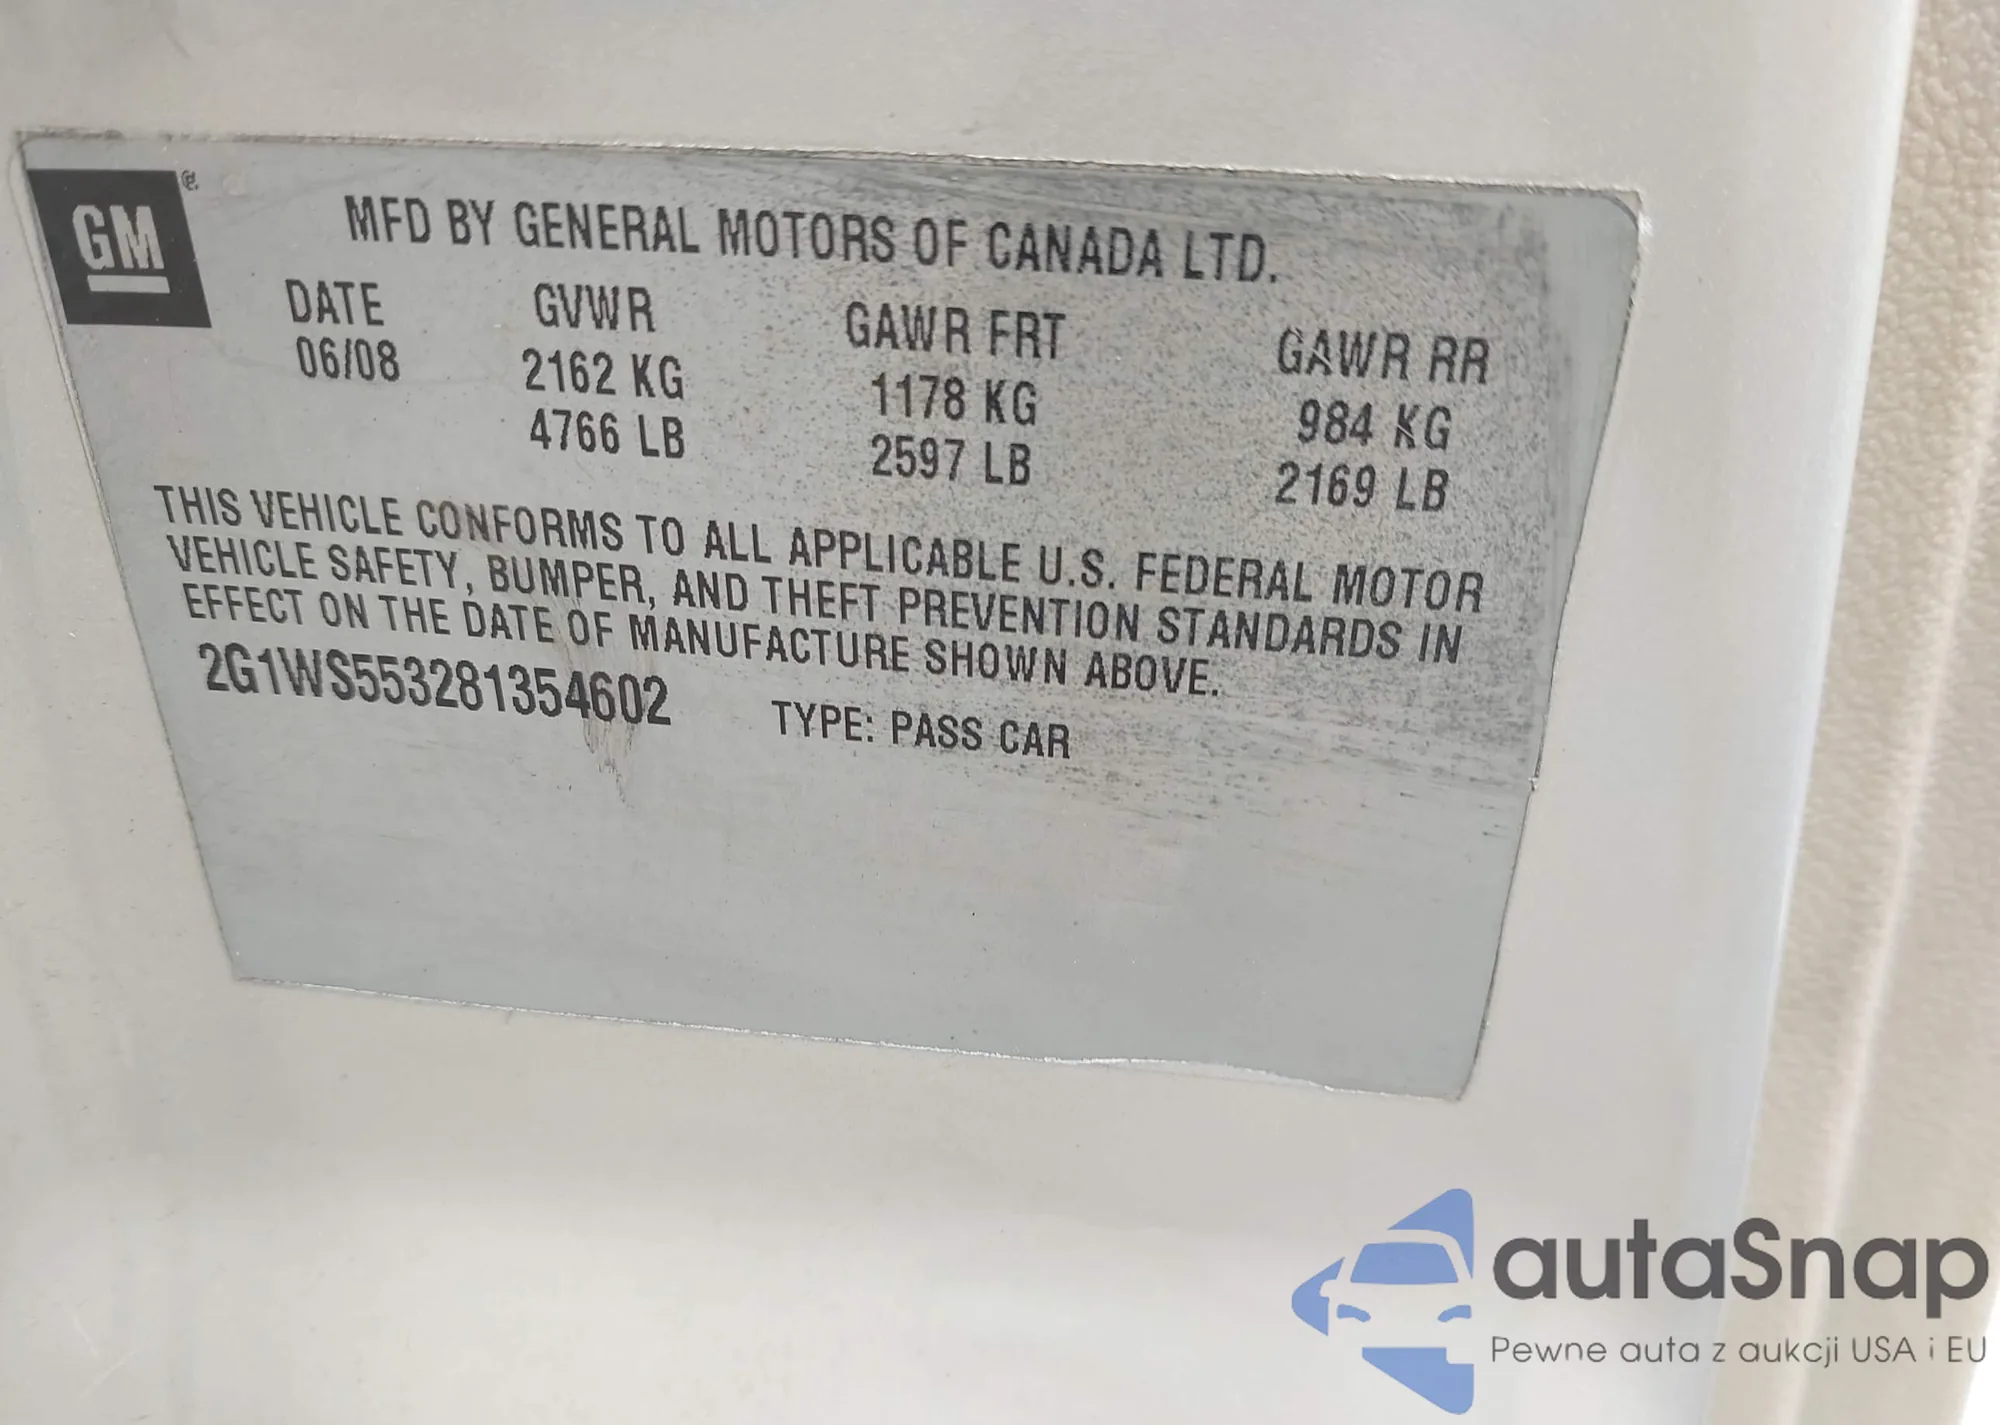 GM
MFD BY GENERAL MOTORS OF CANADA LTD.
DATE GVWR GAWR FRT GAWR RR
06/08 2162 KG 1178 KG 984 KG
4766 LB 2597 LB 2169 LB
THIS VEHICLE CONFORMS TO ALL APPLICABLE U.S. FEDERAL MOTOR
VEHICLE SAFETY, BUMPER, AND THEFT PREVENTION STANDARDS IN
EFFECT ON THE DATE OF MANUFACTURE SHOWN ABOVE.
2G1WS553281354602 TYPE: PASS CAR
autaSnap
Pewne auta z aukcji USA i EU